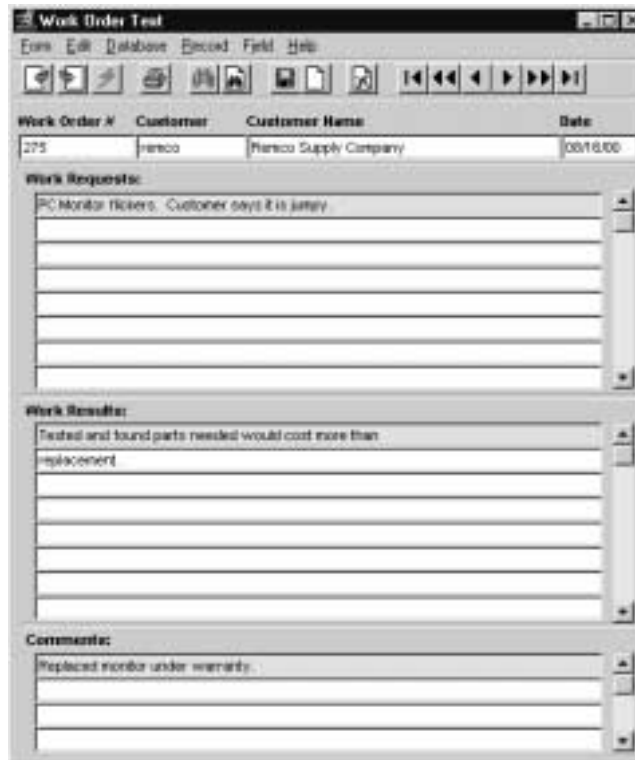 Work Order Text
Form Edit Database Record Field Help
Work Order # Customer Customer Name Date
275 remco Remco Supply Company 08/16/00
Work Requests:
PC Monitor flickers. Customer says it is jumpy.
Work Results:
Tested and found parts needed would cost more than
replacement.
Comments:
Replaced monitor under warranty.